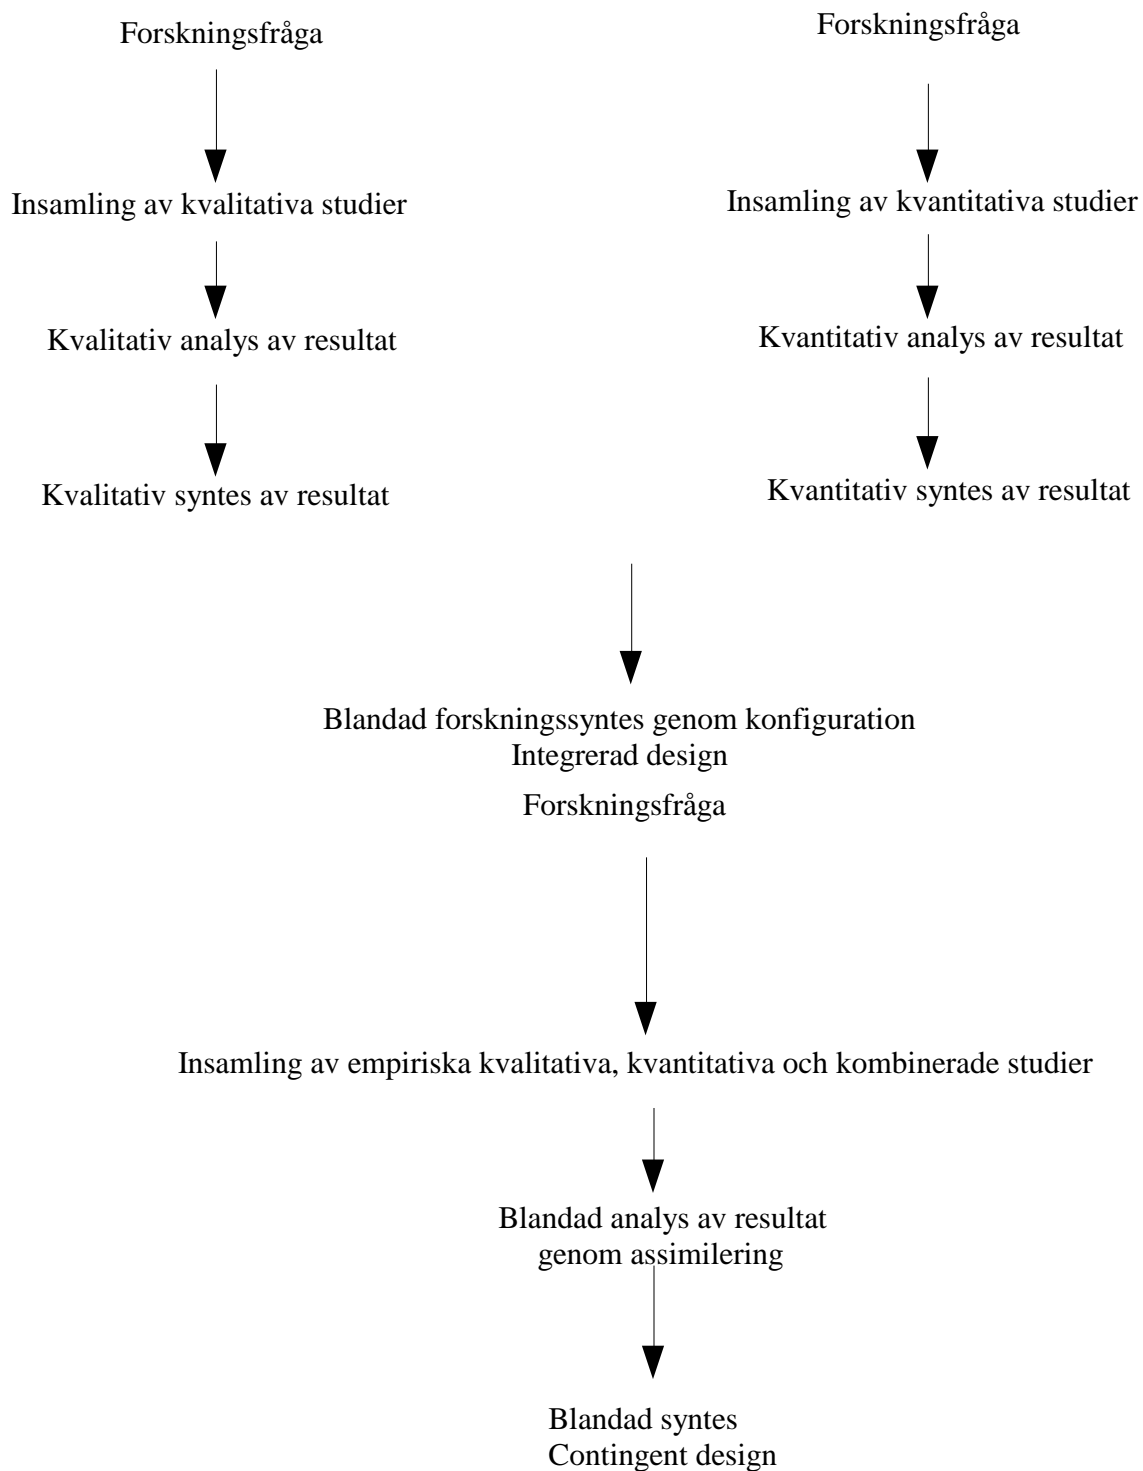 Forskningsfråga
Insamling av kvalitativa studier
Kvalitativ analys av resultat
Kvalitativ syntes av resultat
Forskningsfråga
Insamling av kvantitativa studier
Kvantitativ analys av resultat
Kvantitativ syntes av resultat
Blandad forskningssyntes genom konfiguration
Integrerad design
Forskningsfråga
Insamling av empiriska kvalitativa, kvantitativa och kombinerade studier
Blandad analys av resultat
genom assimilering
Blandad syntes
Contingent design